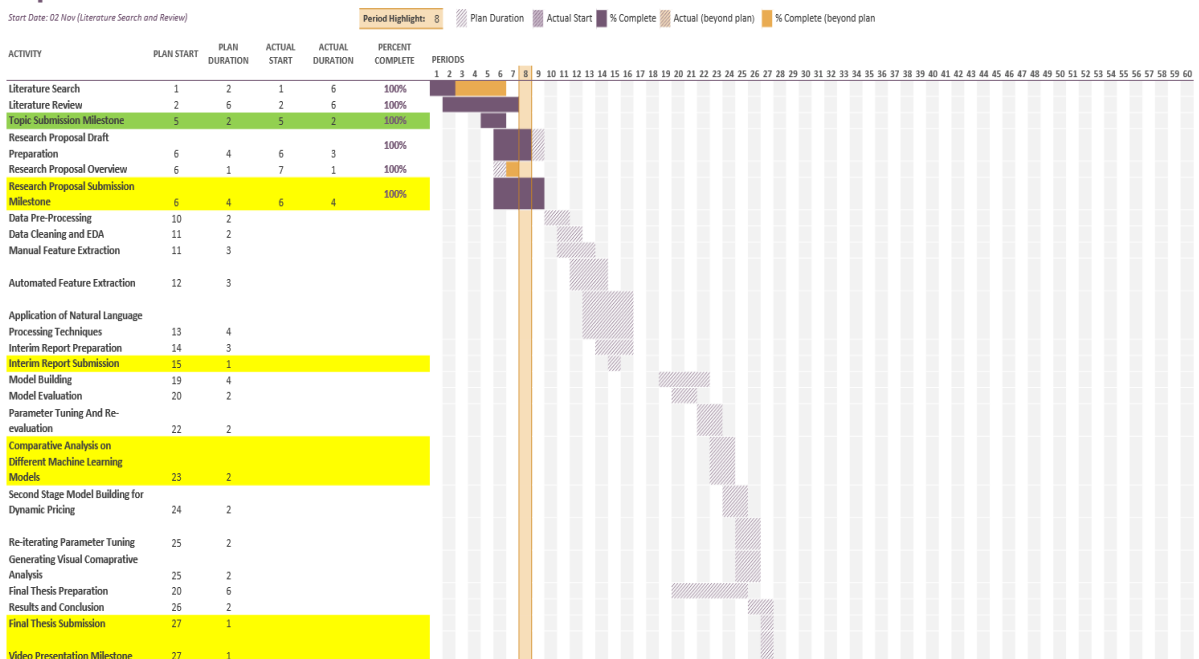 Start Date: 02 Nov (Literature Search and Review)
Period Highlight: 8 Plan Duration Actual Start % Complete Actual (beyond plan) % Complete (beyond plan
ACTIVITY PLAN START PLAN DURATION ACTUAL START ACTUAL DURATION PERCENT COMPLETE PERIODS
1 2 3 4 5 6 7 8 9 10 11 12 13 14 15 16 17 18 19 20 21 22 23 24 25 26 27 28 29 30 31 32 33 34 35 36 37 38 39 40 41 42 43 44 45 46 47 48 49 50 51 52 53 54 55 56 57 58 59 60
Literature Search 1 2 1 6 100%
Literature Review 2 6 2 6 100%
Topic Submission Milestone 5 2 5 2 100%
Research Proposal Draft
Preparation 6 4 6 3 100%
Research Proposal Overview 6 1 7 1 100%
Research Proposal Submission
Milestone 6 4 6 4 100%
Data Pre-Processing 10 2
Data Cleaning and EDA 11 2
Manual Feature Extraction 11 3
Automated Feature Extraction 12 3
Application of Natural Language
Processing Techniques 13 4
Interim Report Preparation 14 3
Interim Report Submission 15 1
Model Building 19 4
Model Evaluation 20 2
Parameter Tuning And Re-
evaluation 22 2
Comparative Analysis on
Different Machine Learning
Models 23 2
Second Stage Model Building for
Dynamic Pricing 24 2
Re-iterating Parameter Tuning 25 2
Generating Visual Comaprative
Analysis 25 2
Final Thesis Preparation 20 6
Results and Conclusion 26 2
Final Thesis Submission 27 1
Video Presentation Milestone 27 1